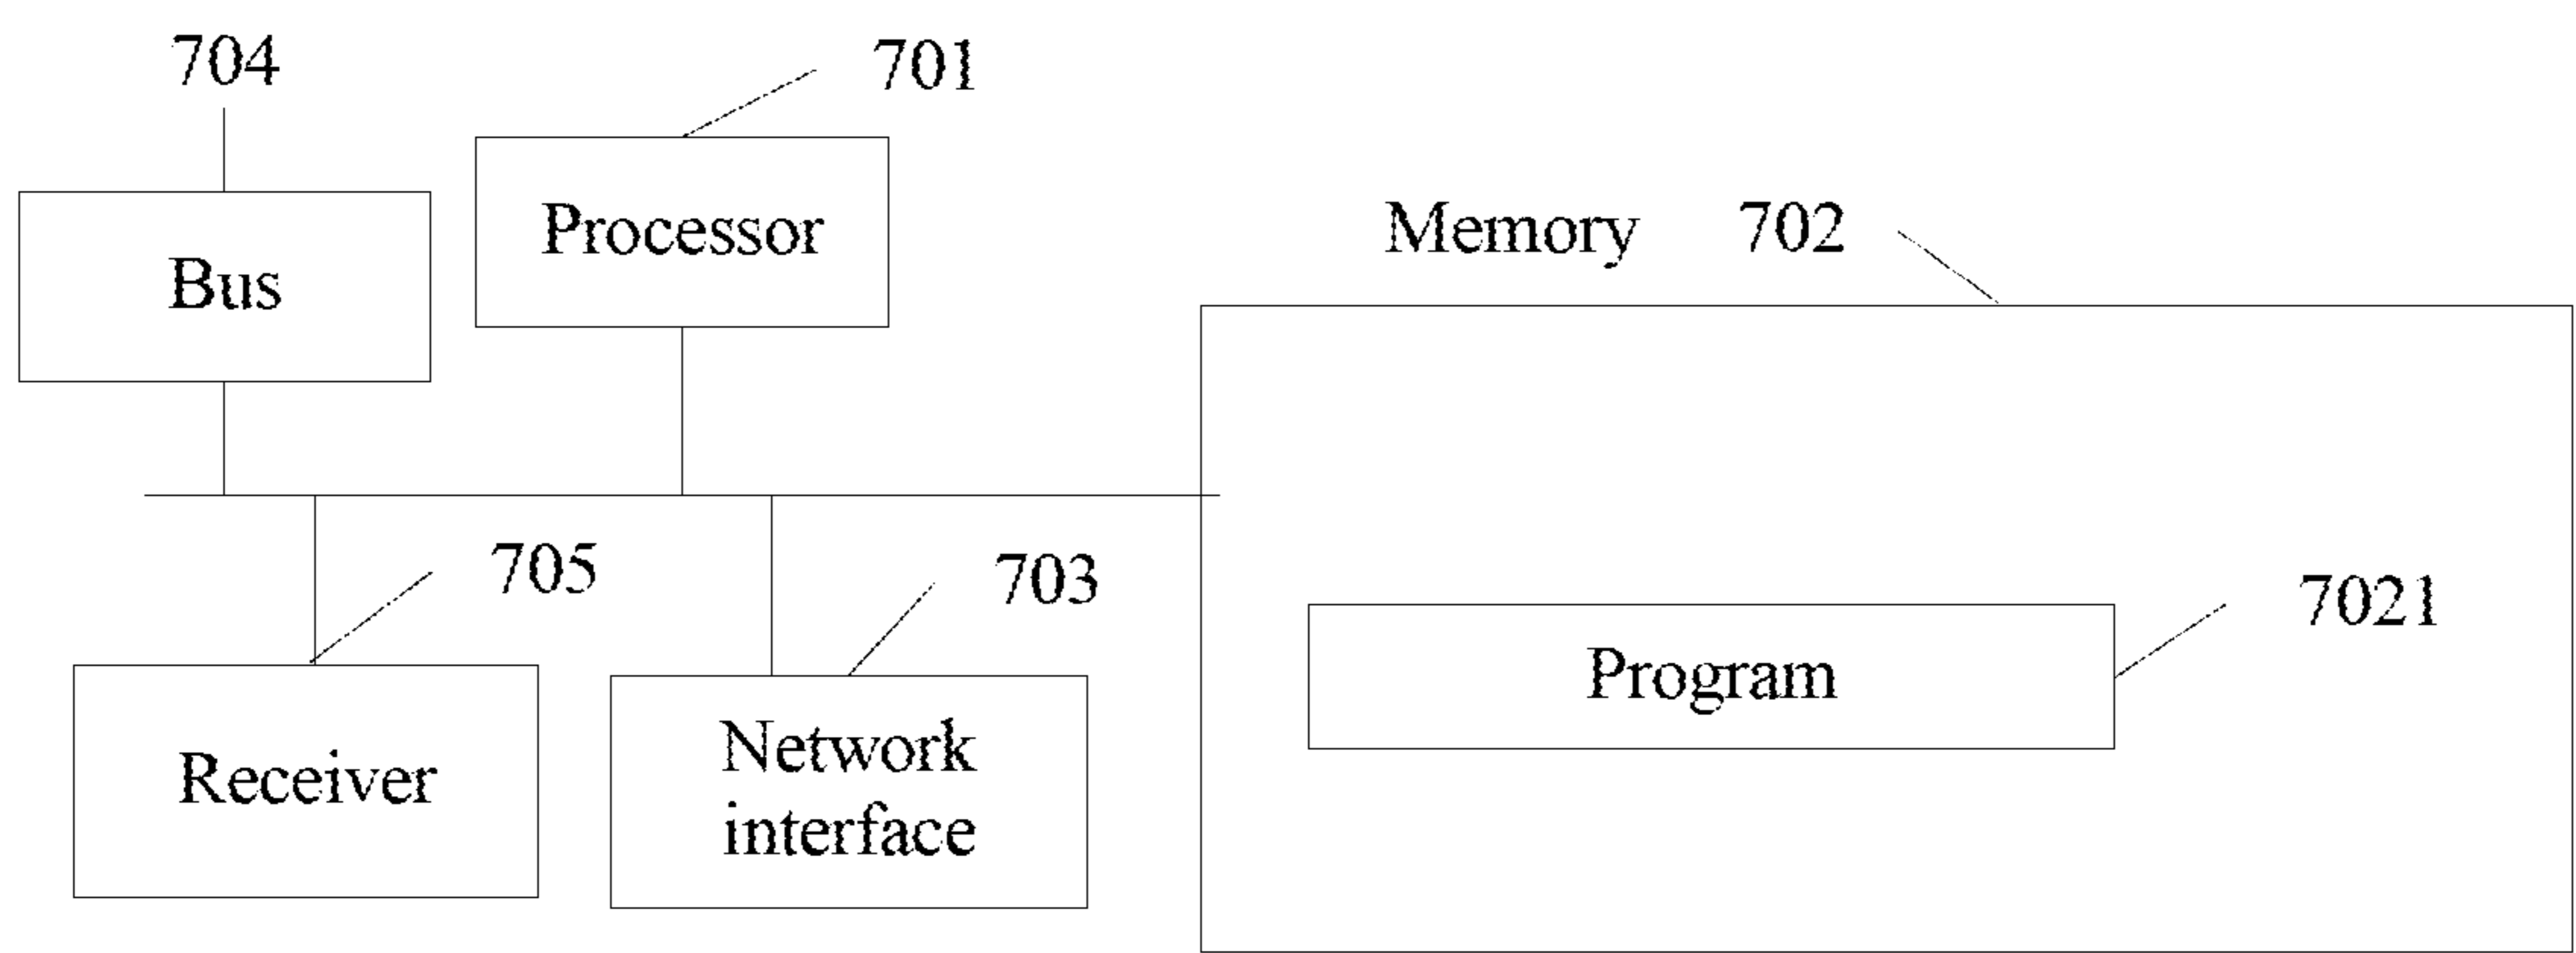 704
701
Processor
Memory 702
Bus
705
703
7021
Program
Network
interface
Receiver